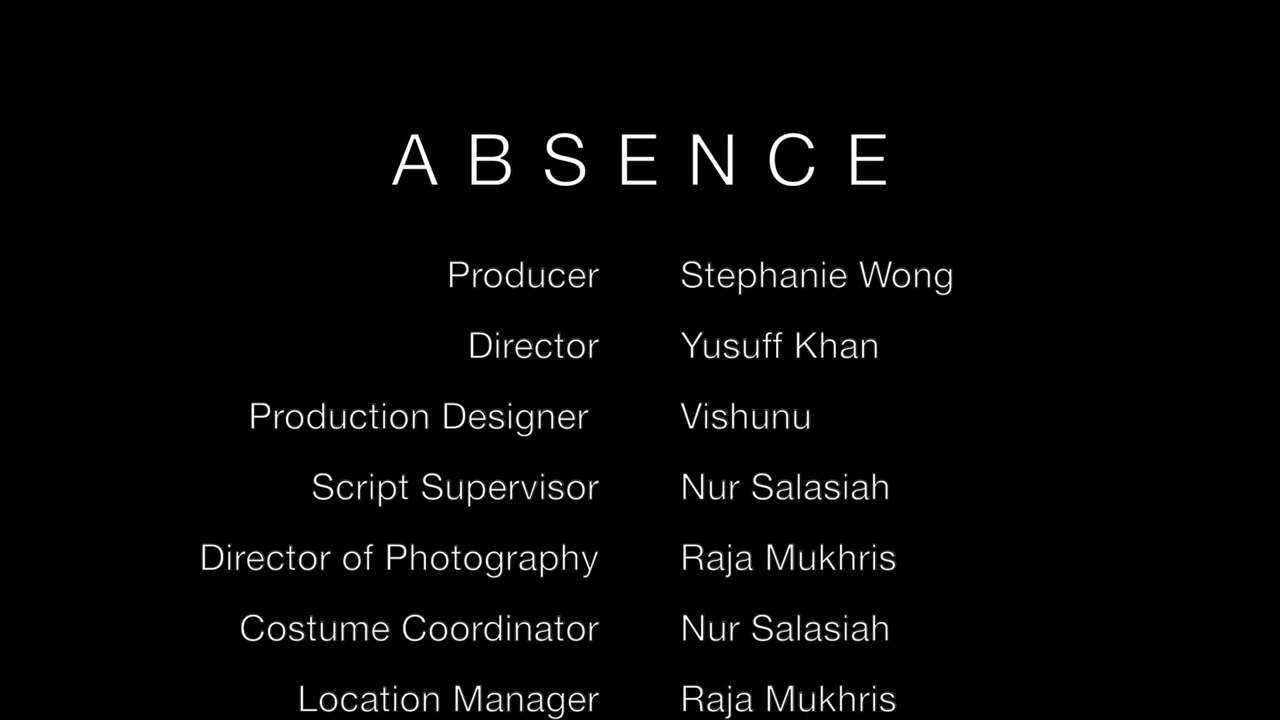 ABSENCE
Producer Stephanie Wong
Director Yusuff Khan
Production Designer Vishunu
Script Supervisor Nur Salasiah
Director of Photography Raja Mukhris
Costume Coordinator Nur Salasiah
Location Manager Raja Mukhris